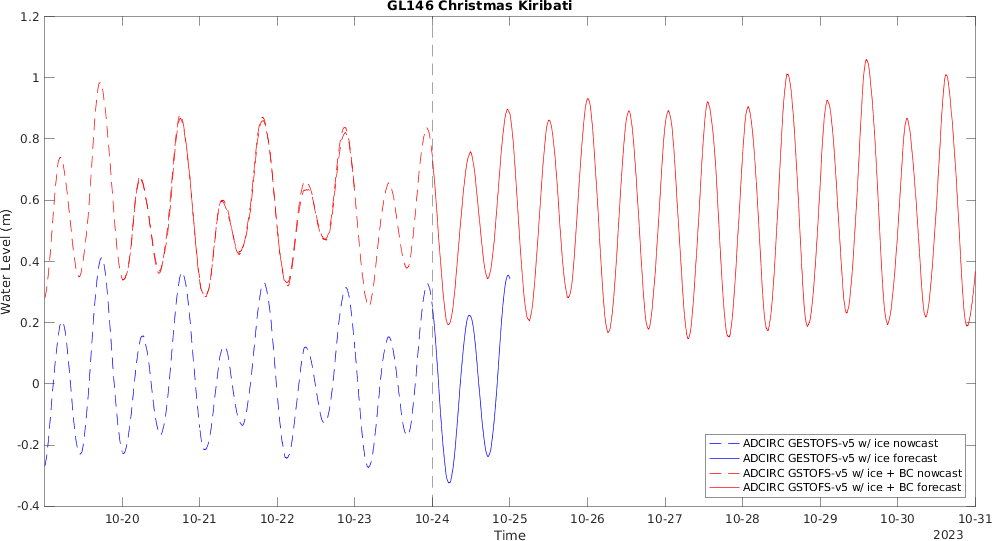 GL146 Christmas Kiribati
Water Level (m)
1.2
1
0.8
0.6
0.4
0.2
0
-0.2
-0.4
10-20 10-21 10-22 10-23 10-24 10-25 10-26 10-27 10-28 10-29 10-30 10-31
Time
2023
ADCIRC GESTOFS-v5 w/ ice nowcast
ADCIRC GESTOFS-v5 w/ ice forecast
ADCIRC GSTOFS-v5 w/ ice + BC nowcast
ADCIRC GSTOFS-v5 w/ ice + BC forecast